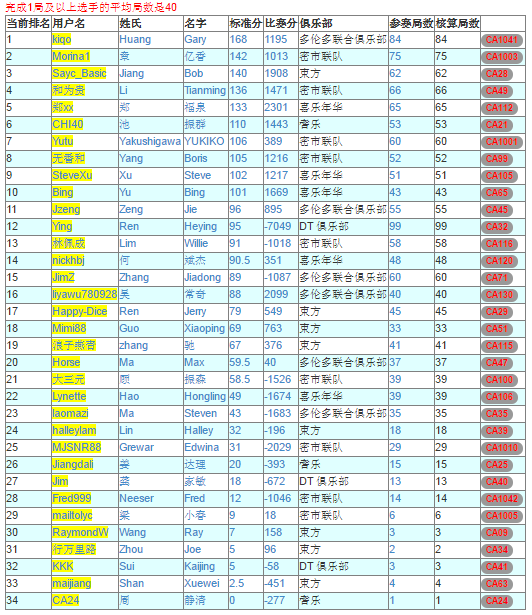 完成1局及以上选手的平均局数是40
当前排名 用户名 姓氏 名字 标准分 比赛分 俱乐部 参赛局数 核算局数
1 kiqo Huang Gary 168 1195 多伦多联合俱乐部 84 84 CA1041
2 Morina1 章 亿香 142 1013 密市联队 75 75 CA1003
3 Sayc_Basic Jiang Bob 140 1908 东方 62 62 CA28
4 和为贵 Li Tianming 136 1471 密市联队 66 66 CA49
5 郑xx 郑 福泉 133 2301 喜乐年华 65 65 CA112
6 CHI40 池 振群 110 1443 誉乐 53 53 CA21
7 Yutu Yakushigawa YUKIKO 106 389 密市联队 60 60 CA1001
8 无番和 Yang Boris 105 1216 密市联队 52 52 CA99
9 SteveXu Xu Steve 102 1217 喜乐年华 51 51 CA105
10 Bing Yu Bing 101 1669 喜乐年华 43 43 CA65
11 Jzeng Zeng Jie 96 895 多伦多联合俱乐部 55 55 CA45
12 Ying Ren Heying 95 -7049 DT 俱乐部 99 99 CA32
13 林佩成 Lim Willie 91 -1018 密市联队 58 58 CA116
14 nickhbj 何 斌杰 90.5 351 喜乐年华 48 48 CA120
15 JimZ Zhang Jiadong 89 -1087 多伦多联合俱乐部 60 60 CA71
16 liyawu780928 吴 常奇 88 2099 多伦多联合俱乐部 40 40 CA130
17 Happy-Dice Ren Jerry 79 549 东方 45 45 CA29
18 Mimi88 Guo Xiaoping 69 763 东方 33 33 CA51
19 浪子燕青 zhang 驰 67 376 东方 41 41 CA115
20 Horse Ma Max 59.5 40 多伦多联合俱乐部 37 37 CA47
21 大三元 顾 振森 58.5 -1526 密市联队 39 39 CA100
22 Lynette Hao Hongling 49 -1674 喜乐年华 39 39 CA106
23 laomazi Ma Steven 43 -1683 多伦多联合俱乐部 35 35 CA35
24 halleylam Lin Halley 32 -196 东方 18 18 CA39
25 MJSNR88 Grewar Edwina 31 -2029 密市联队 29 29 CA1010
26 Jiangdali 姜 达理 20 -393 誉乐 15 15 CA25
27 Jim 龚 家敏 18 -672 DT 俱乐部 13 13 CA40
28 Fred999 Neeser Fred 12 -1046 密市联队 14 14 CA1042
29 mailtolyc 梁 小春 9 18 密市联队 6 6 CA1005
30 RaymondW Wang Ray 7 158 东方 3 3 CA09
31 行万里路 Zhou Joe 5 96 东方 2 2 CA34
32 KKK Sui Kaijing 5 -58 DT 俱乐部 3 3 CA41
33 maijiang Shan Xuewei 2.5 -451 东方 4 4 CA63
34 CA24 周 静清 0 -277 誉乐 1 1 CA24